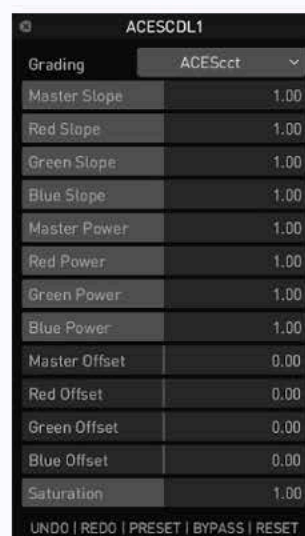 ACESCDL1
Grading ACEScct
Master Slope 1.00
Red Slope 1.00
Green Slope 1.00
Blue Slope 1.00
Master Power 1.00
Red Power 1.00
Green Power 1.00
Blue Power 1.00
Master Offset 0.00
Red Offset 0.00
Green Offset 0.00
Blue Offset 0.00
Saturation 1.00
UNDO | REDO | PRESET | BYPASS | RESET